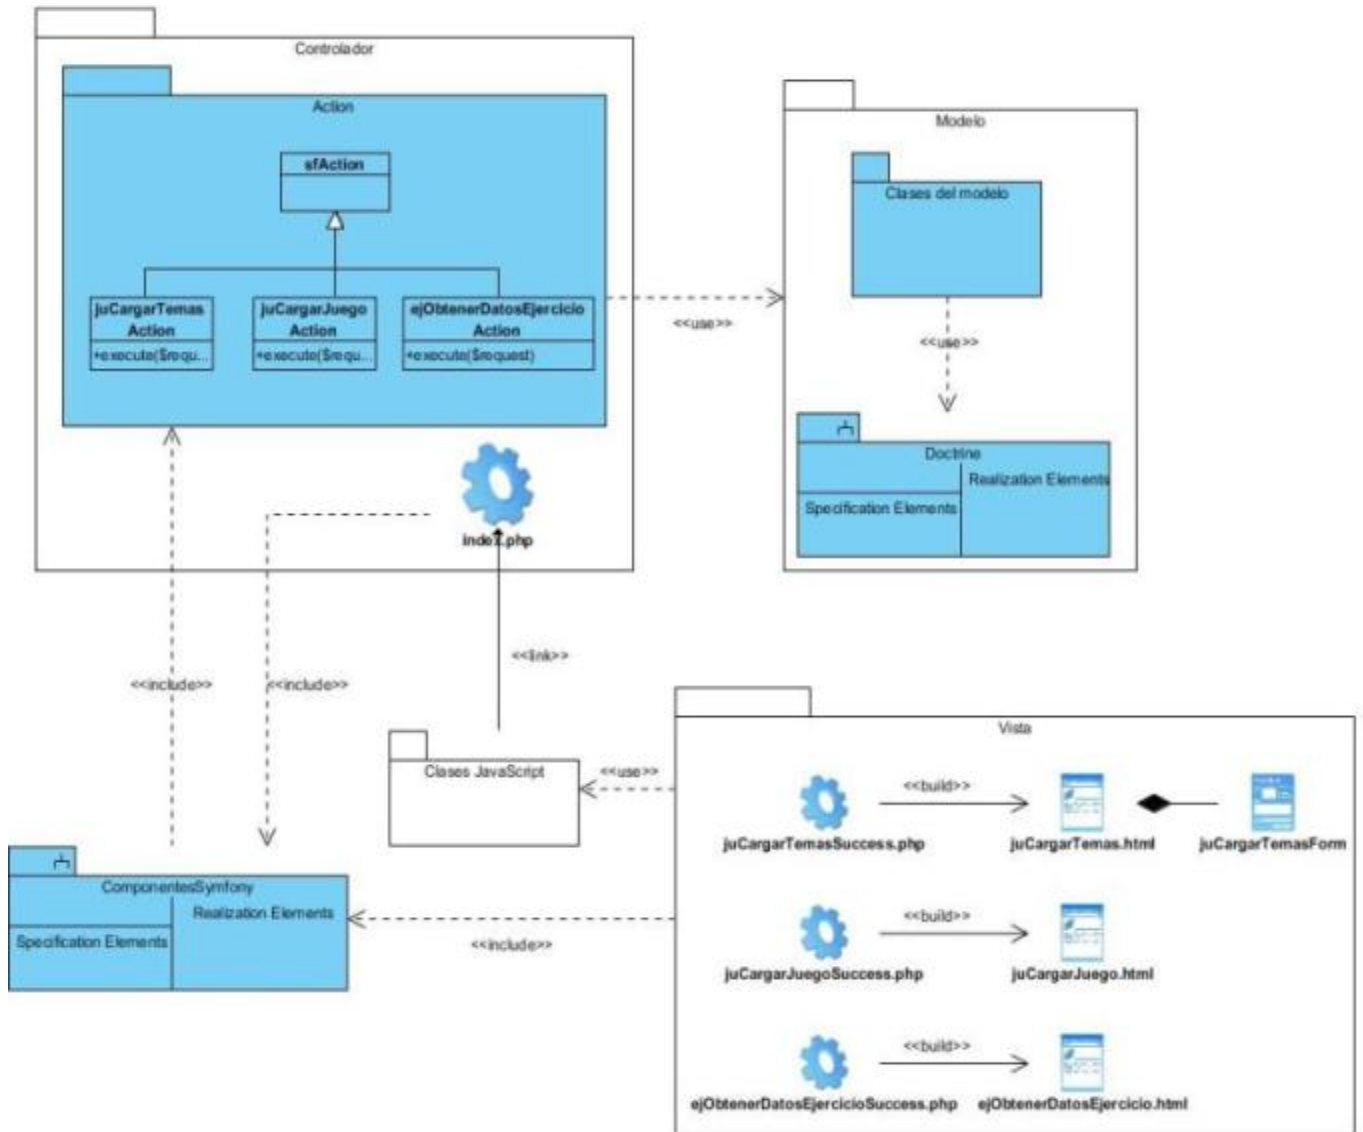 Controlador
Action
sfAction
juCargarTemas
Action
+execute($requ...
juCargarJuego
Action
+execute($requ...
ejObtenerDatosEjercicio
Action
+execute($request)
index.php
<<use>>
Modelo
Clases del modelo
<<use>>
Doctrine
Realization Elements
Specification Elements
<<link>>
<<include>>
<<include>>
Clases JavaScript
<<use>>
ComponentesSymfony
Realization Elements
Specification Elements
<<include>>
Vista
<<build>>
juCargarTemasSuccess.php
juCargarTemas.html
juCargarTemasForm
<<build>>
juCargarJuegoSuccess.php
juCargarJuego.html
<<build>>
ejObtenerDatosEjercicioSuccess.php
ejObtenerDatosEjercicio.html